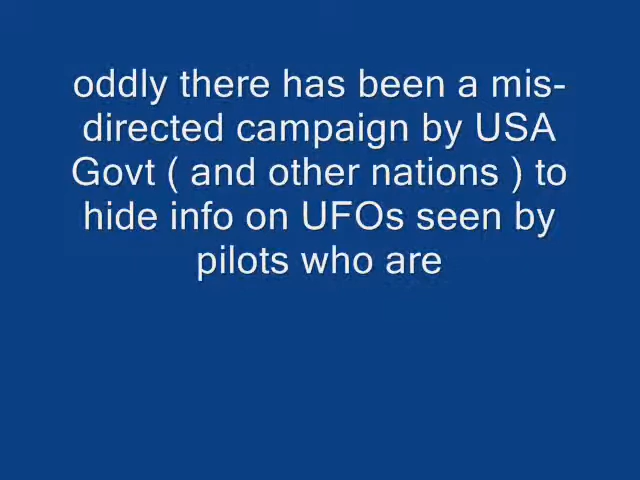 oddly there has been a mis-
directed campaign by USA
Govt ( and other nations ) to
hide info on UFOs seen by
pilots who are